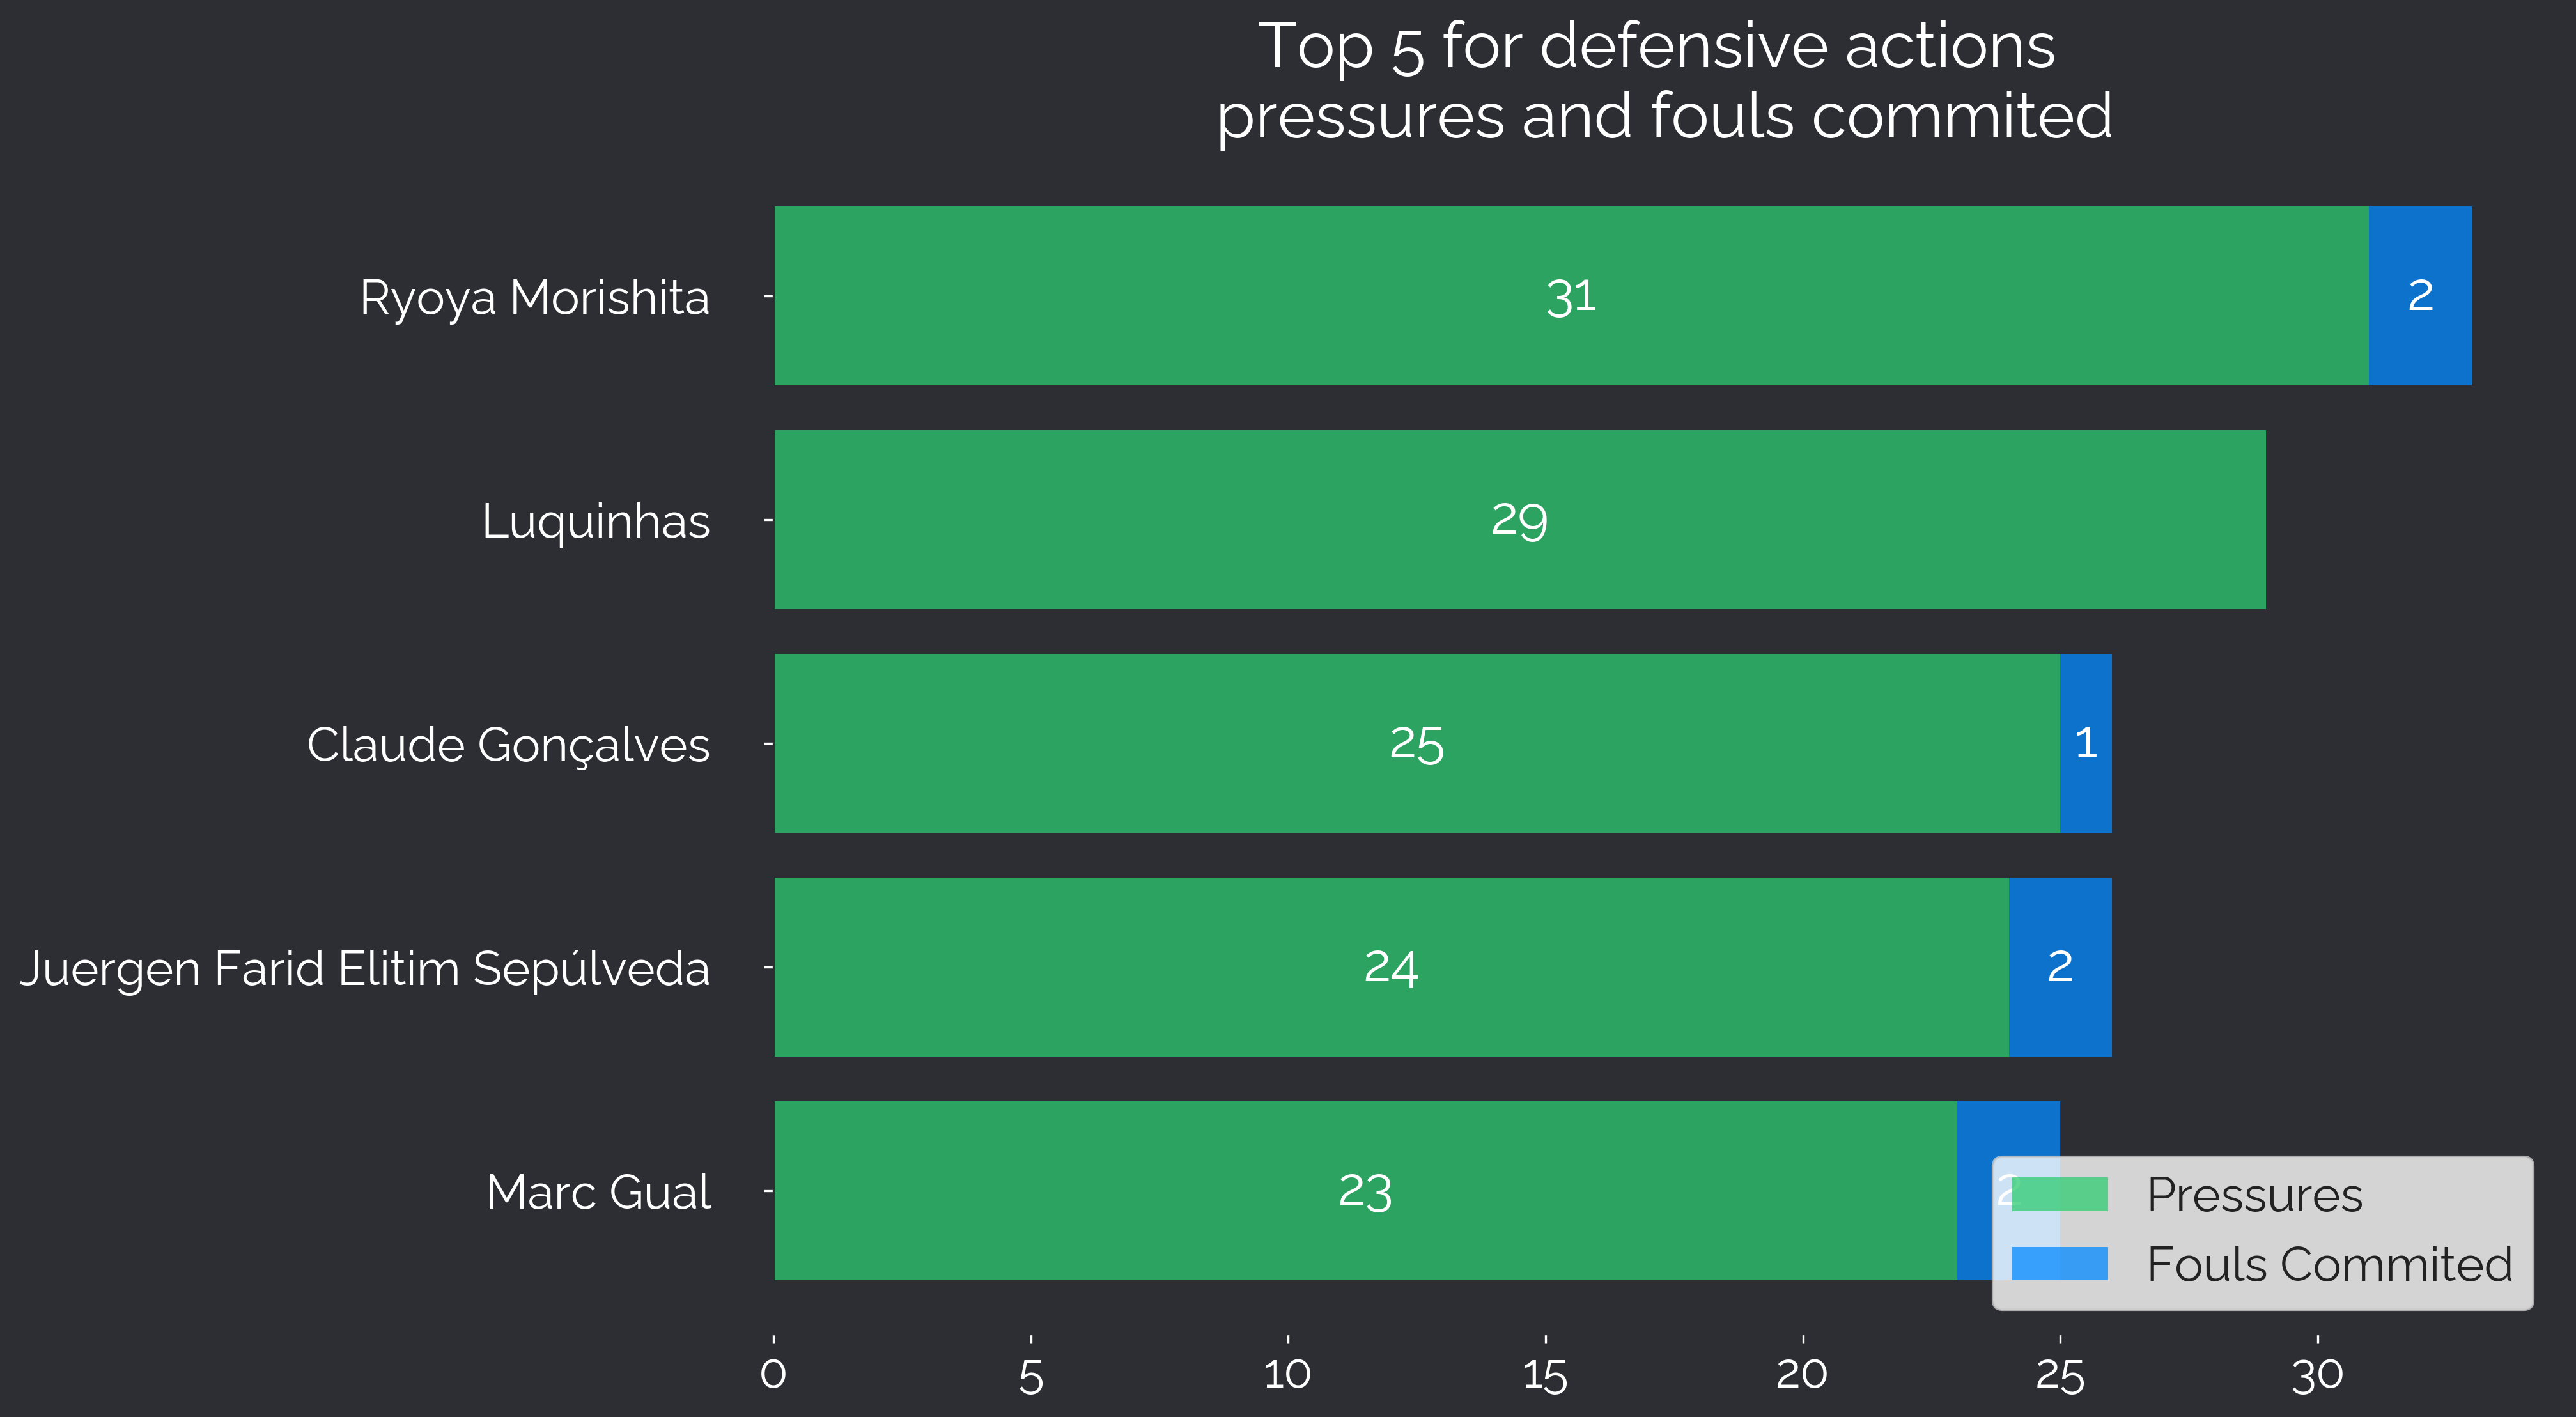 Top 5 for defensive actions
pressures and fouls commited
Ryoya Morishita 31 2
Luquinhas 29
Claude Gonçalves 25 1
Juergen Farid Elitim Sepúlveda 24 2
Marc Gual 23 2
Pressures
Fouls Commited
0 5 10 15 20 25 30